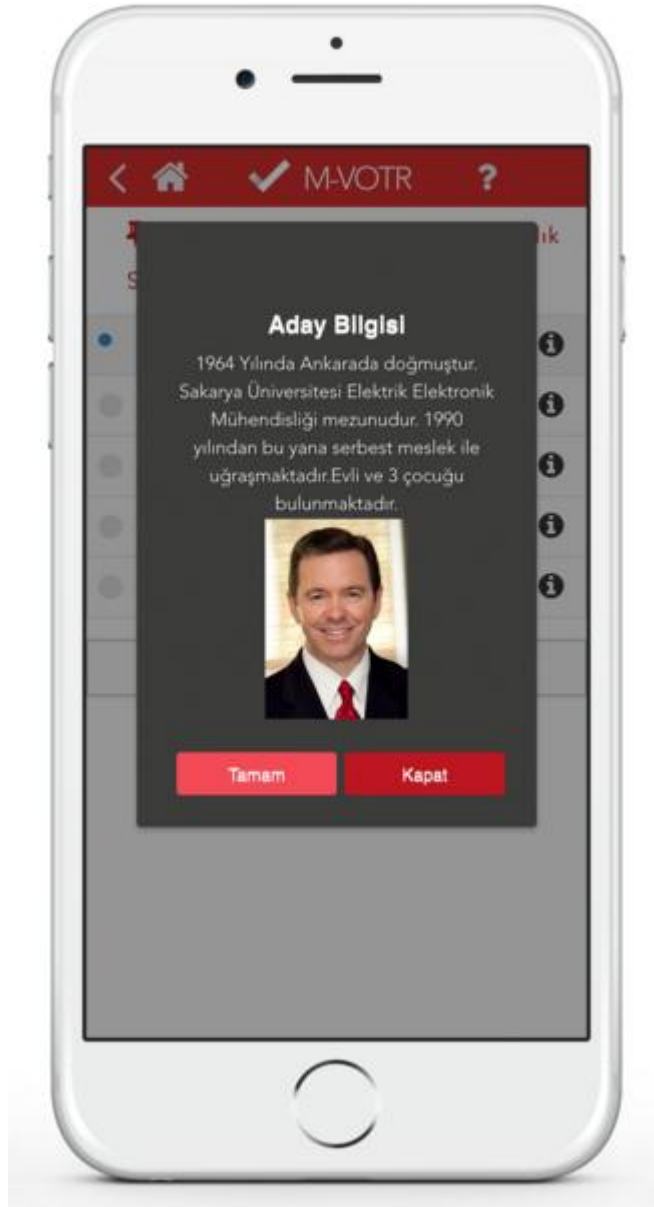 M-VOTR ?
lık
S
Aday Bilgisi
1964 Yılında Ankarada doğmuştur.
Sakarya Üniversitesi Elektrik Elektronik
Mühendisliği mezunudur. 1990
yılından bu yana serbest meslek ile
uğraşmaktadır.Evli ve 3 çocuğu
bulunmaktadır.
Tamam Kapat